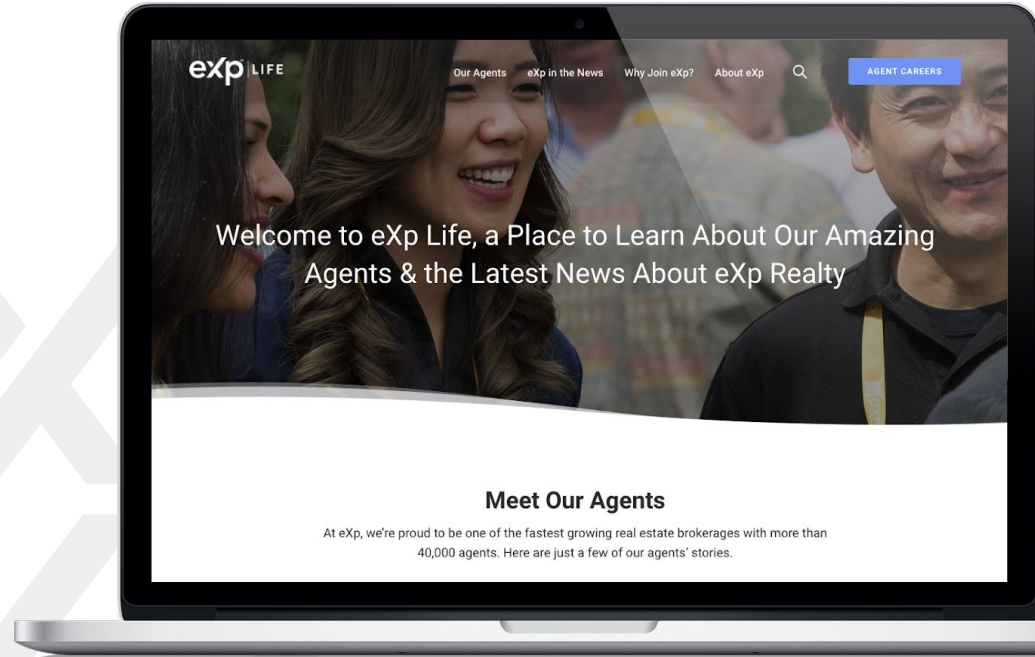 eXp LIFE
Our Agents eXp in the News Why Join eXp? About eXp AGENT CAREERS
Welcome to eXp Life, a Place to Learn About Our Amazing
Agents & the Latest News About eXp Realty
Meet Our Agents
At eXp, we're proud to be one of the fastest growing real estate brokerages with more than
40,000 agents. Here are just a few of our agents' stories.